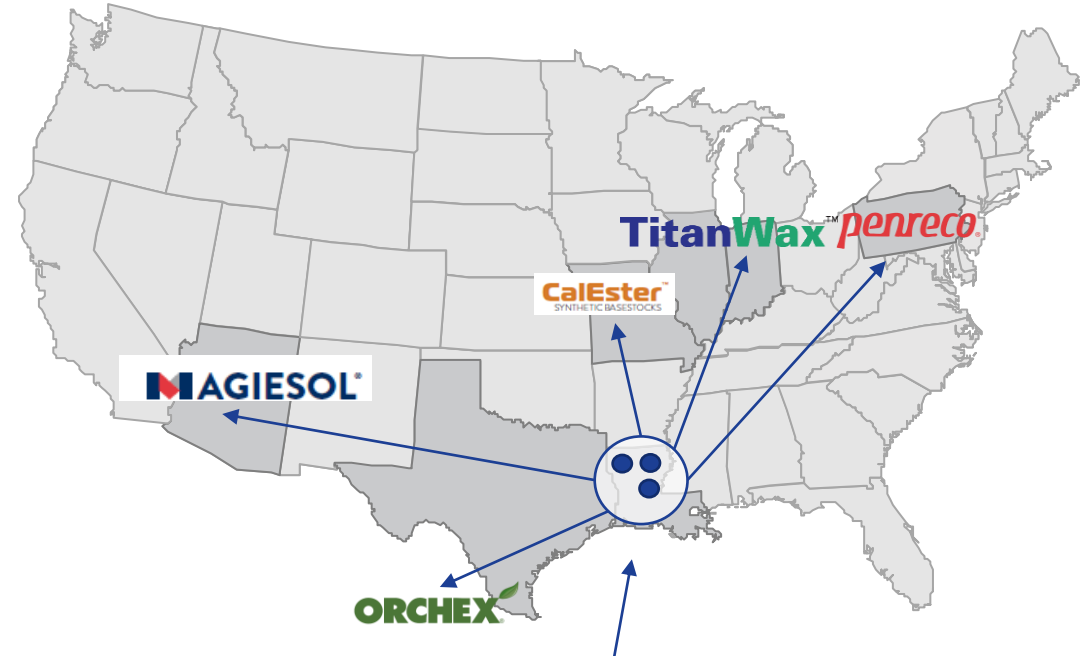 TitanWax™
penreco®
CalEster™
SYNTHETIC BASESTOCKS
MAGIESOL®
ORCHEX®